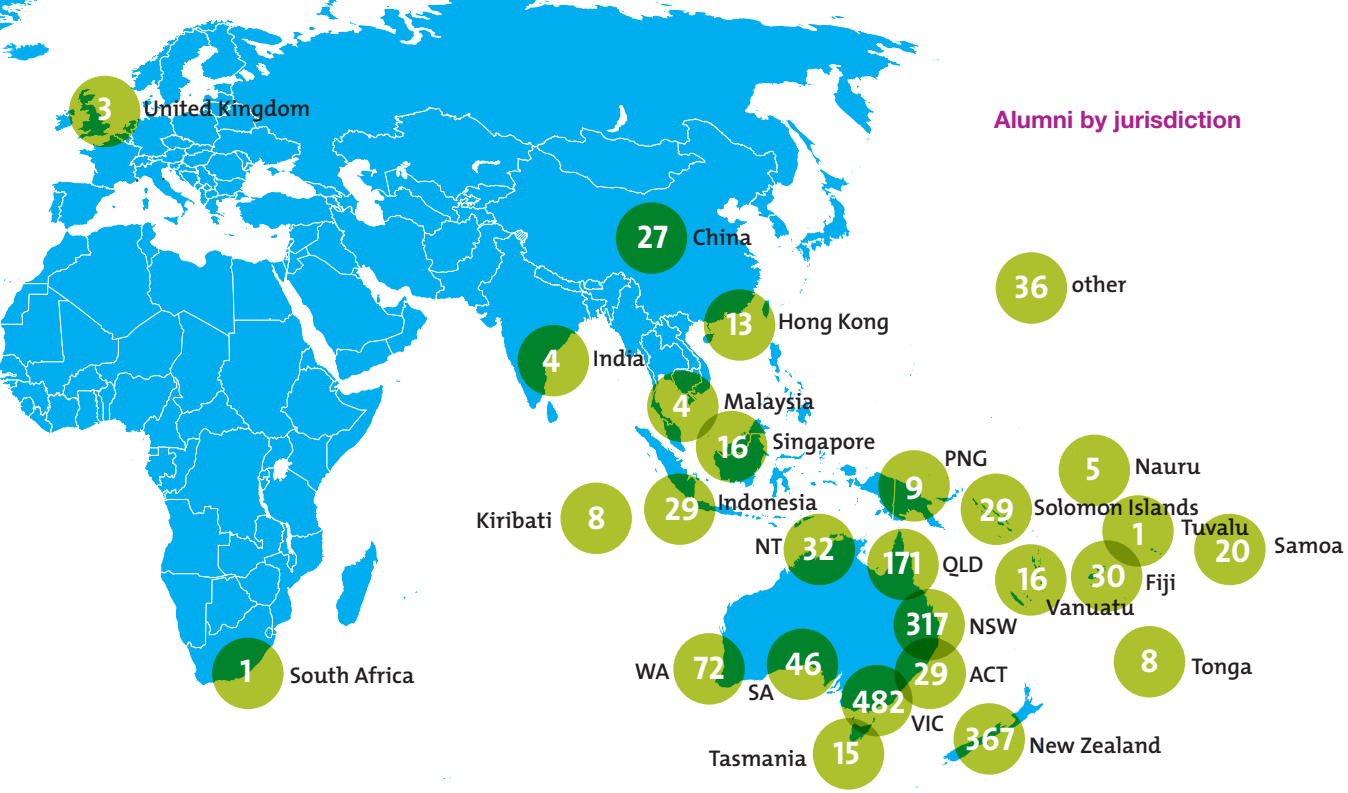 Alumni by jurisdiction
3 United Kingdom
27 China
36 other
13 Hong Kong
4 India
4 Malaysia
16 Singapore
PNG
9
5 Nauru
Kiribati 8
29 Indonesia
29 Solomon Islands
1 Tuvalu
NT 32
171 QLD
20 Samoa
16 Vanuatu
30 Fiji
317 NSW
WA 72
SA 46
29 ACT
8 Tonga
1 South Africa
482 VIC
367 New Zealand
Tasmania 15